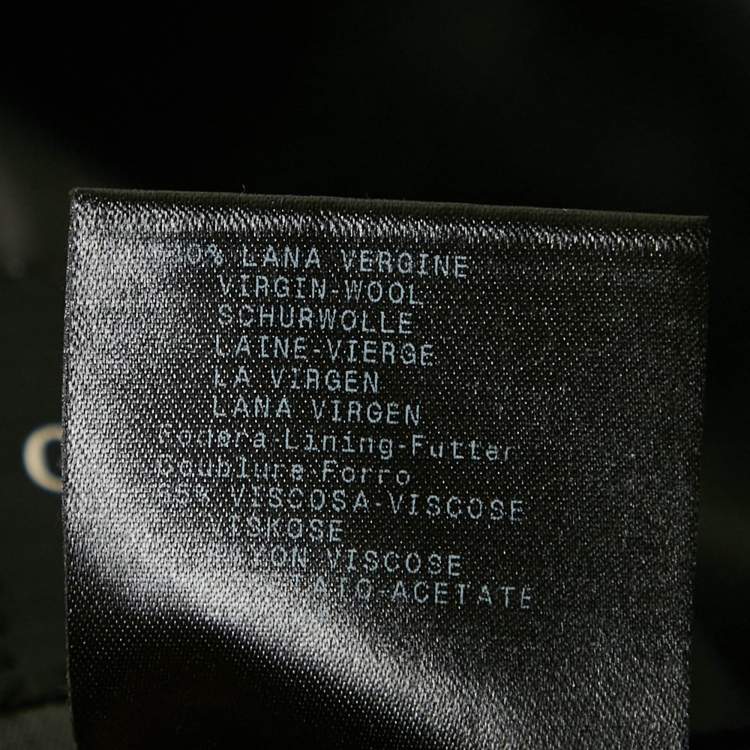 LANA VERGINE
VIRGIN-WOOL
SCHURWOLLE
LAINE-VIERGE
LA VIRGEN
LANA VIRGEN
Fodera-Lining-Futter
Doublure Forro
VISCOSA-VISCOSE
VISKOSE
VISCOSE
ACETATE